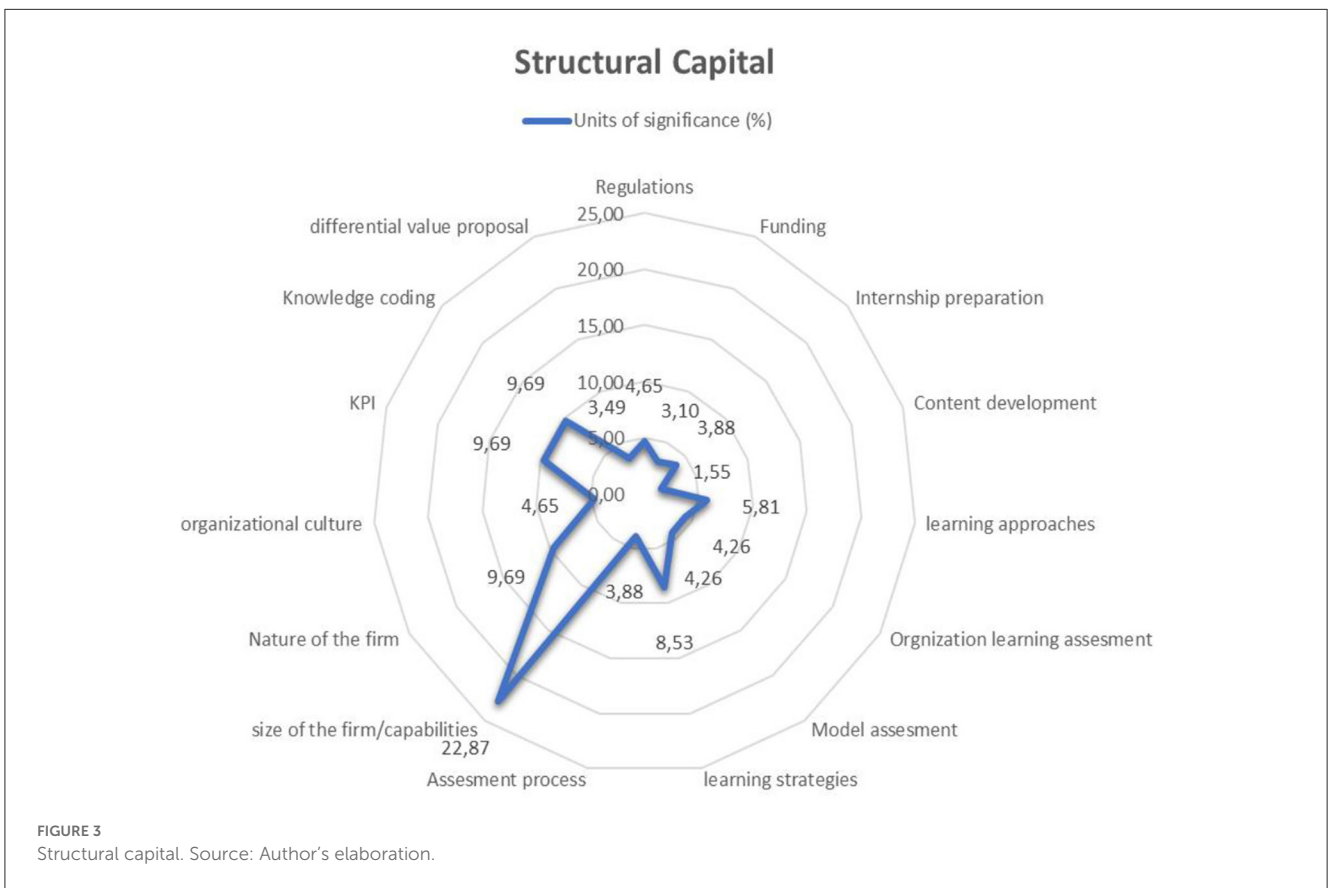 Structural Capital
Units of significance (%)
Regulations
25,00
differential value proposal
Funding
20,00
Knowledge coding
Internship preparation
15,00
9,69
10,00
4,65
KPI
3,49
3,10
Content development
3,88
5,00
9,69
1,55
0,00
4,65
5,81
organizational culture
learning approaches
4,26
9,69
4,26
3,88
Nature of the firm
8,53
Orgnization learning assesment
size of the firm/capabilities
22,87
Model assesment
Assesment process
learning strategies
FIGURE 3
Structural capital. Source: Author's elaboration.